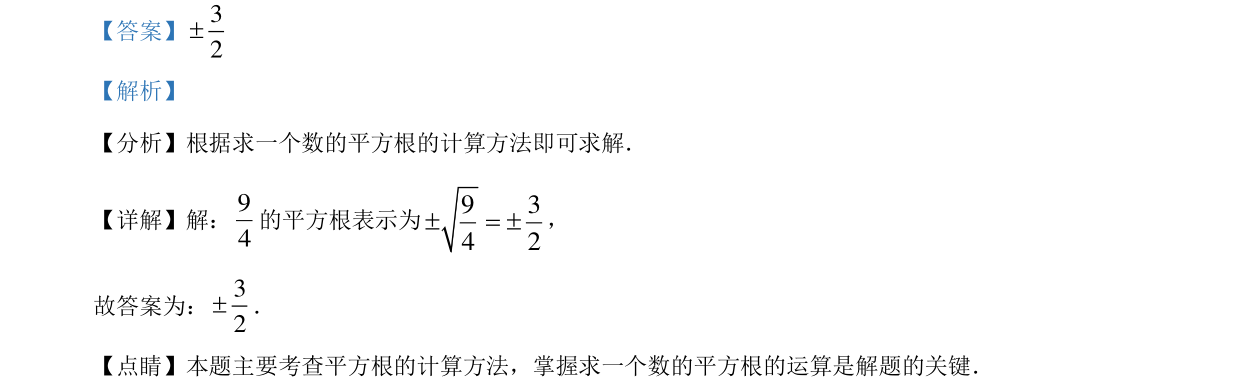 【答案】±3/2
【解析】
【分析】根据求一个数的平方根的计算方法即可求解．
【详解】解：9/4 的平方根表示为±√(9/4) = ±3/2，
故答案为：±3/2．
【点睛】本题主要考查平方根的计算方法，掌握求一个数的平方根的运算是解题的关键．